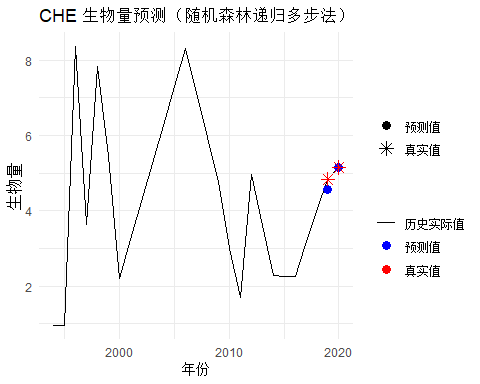 CHE 生物量预测（随机森林递归多步法）
8
6
4
2
生物量
2000
2010
2020
年份
预测值
真实值
历史实际值
预测值
真实值